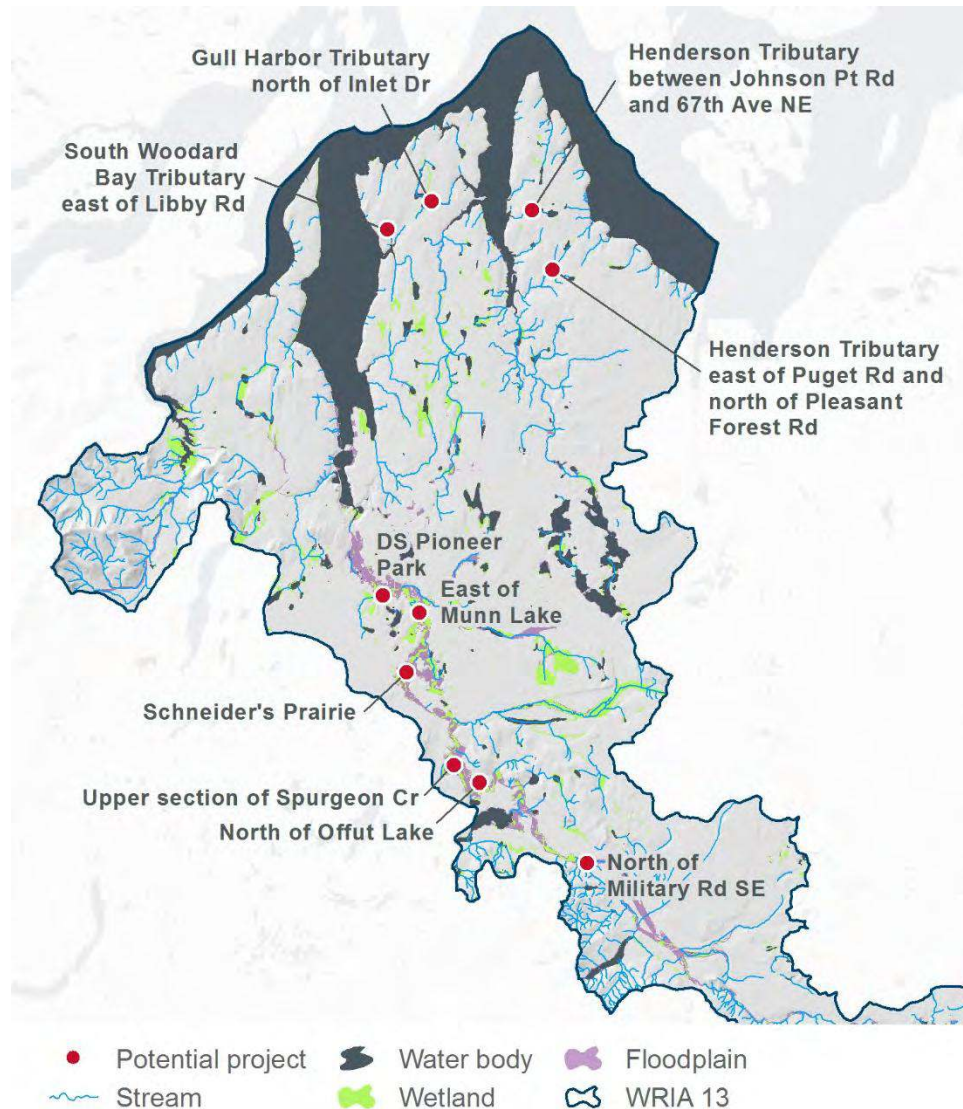 Gull Harbor Tributary
north of Inlet Dr
Henderson Tributary
between Johnson Pt Rd
and 67th Ave NE
South Woodard
Bay Tributary
east of Libby Rd
Henderson Tributary
east of Puget Rd and
north of Pleasant
Forest Rd
DS Pioneer
Park
East of
Munn Lake
Schneider's Prairie
Upper section of Spurgeon Cr
North of Offut Lake
North of
Military Rd SE
Potential project
Water body
Floodplain
Stream
Wetland
WRIA 13